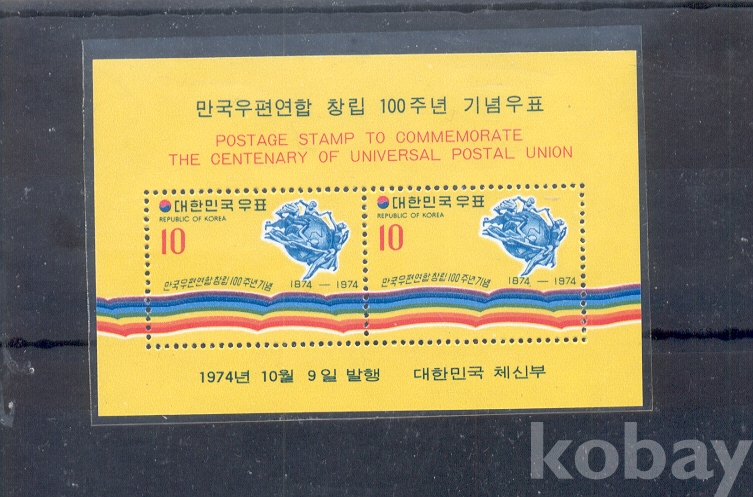 만국우편연합 창립 100주년 기념우표
POSTAGE STAMP TO COMMEMORATE
THE CENTENARY OF UNIVERSAL POSTAL UNION
대한민국우표
REPUBLIC OF KOREA
10
만국우편연합창립100주년기념
1874 — 1974
대한민국우표
REPUBLIC OF KOREA
10
만국우편연합창립100주년기념
1874 — 1974
1974년 10월 9일 발행 대한민국 체신부
kobay